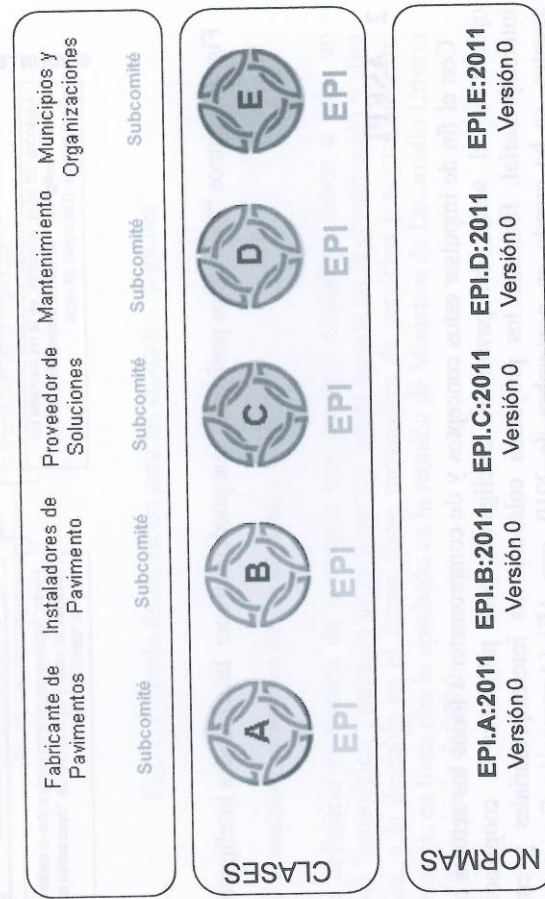 Fabricante de
Pavimentos
Instaladores de
Pavimento
Proveedor de
Soluciones
Mantenimiento
Municipios y
Organizaciones
Subcomité Subcomité Subcomité Subcomité Subcomité
CLASES
A B C D E
EPI EPI EPI EPI EPI
NORMAS
EPI.A:2011 EPI.B:2011 EPI.C:2011 EPI.D:2011 EPI.E:2011
Versión 0 Versión 0 Versión 0 Versión 0 Versión 0